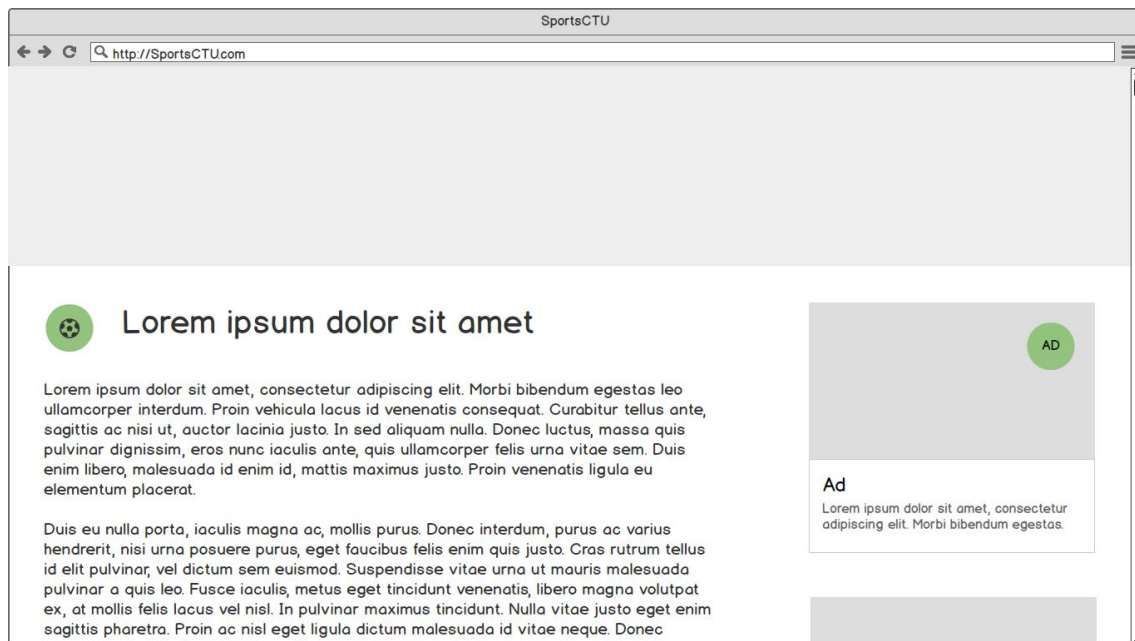 SportsCTU
http://SportsCTU.com
Lorem ipsum dolor sit amet
Lorem ipsum dolor sit amet, consectetur adipiscing elit. Morbi bibendum egestas leo
ullamcorper interdum. Proin vehicula lacus id venenatis consequat. Curabitur tellus ante,
sagittis ac nisi ut, auctor lacinia justo. In sed aliquam nulla. Donec luctus, massa quis
pulvinar dignissim, eros nunc iaculis ante, quis ullamcorper felis urna vitae sem. Duis
enim libero, malesuada id enim id, mattis maximus justo. Proin venenatis ligula eu
elementum placerat.
Duis eu nulla porta, iaculis magna ac, mollis purus. Donec interdum, purus ac varius
hendrerit, nisi urna posuere purus, eget faucibus felis enim quis justo. Cras rutrum tellus
id elit pulvinar, vel dictum sem euismod. Suspendisse vitae urna ut mauris malesuada
pulvinar a quis leo. Fusce iaculis, metus eget tincidunt venenatis, libero magna volutpat
ex, at mollis felis lacus vel nisl. In pulvinar maximus tincidunt. Nulla vitae justo eget enim
sagittis pharetra. Proin ac nisl eget ligula dictum malesuada id vitae neque. Donec
AD
Ad
Lorem ipsum dolor sit amet, consectetur
adipiscing elit. Morbi bibendum egestas.